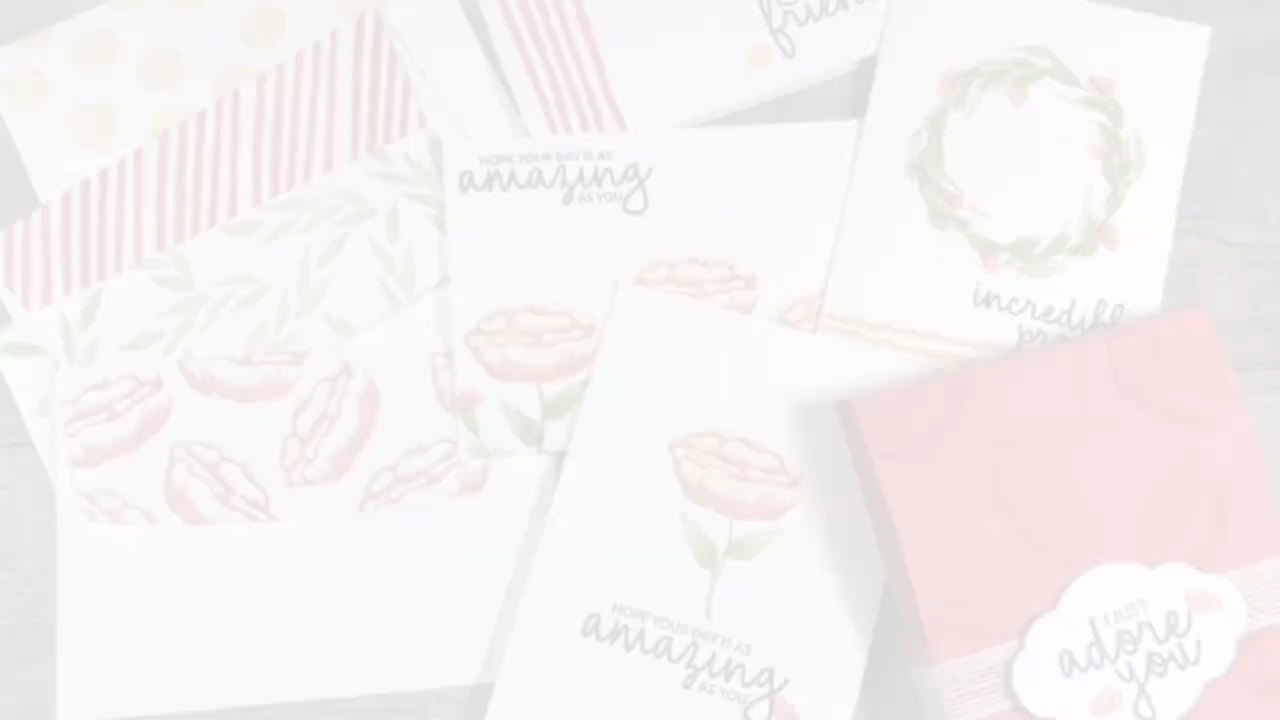 friend
HOPE YOUR DAY IS AS
amazing
AS YOU
HOPE YOUR DAY IS AS
amazing
AS YOU
I JUST
adore
you